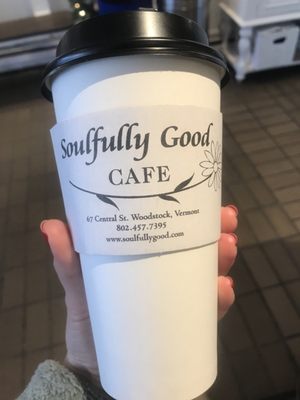 Soulfully Good
CAFE
67 Central St. Woodstock, Vermont
802.457.7395
www.soulfullygood.com